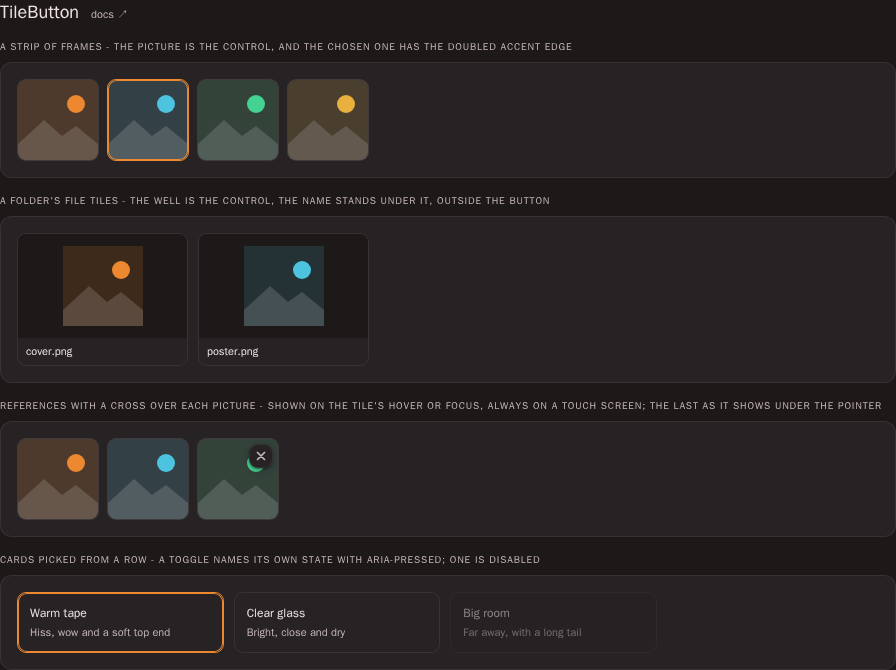 TileButton docs ↗
A STRIP OF FRAMES - THE PICTURE IS THE CONTROL, AND THE CHOSEN ONE HAS THE DOUBLED ACCENT EDGE
A FOLDER'S FILE TILES - THE WELL IS THE CONTROL, THE NAME STANDS UNDER IT, OUTSIDE THE BUTTON
cover.png poster.png
REFERENCES WITH A CROSS OVER EACH PICTURE - SHOWN ON THE TILE'S HOVER OR FOCUS, ALWAYS ON A TOUCH SCREEN; THE LAST AS IT SHOWS UNDER THE POINTER
CARDS PICKED FROM A ROW - A TOGGLE NAMES ITS OWN STATE WITH ARIA-PRESSED; ONE IS DISABLED
Warm tape
Hiss, wow and a soft top end
Clear glass
Bright, close and dry
Big room
Far away, with a long tail